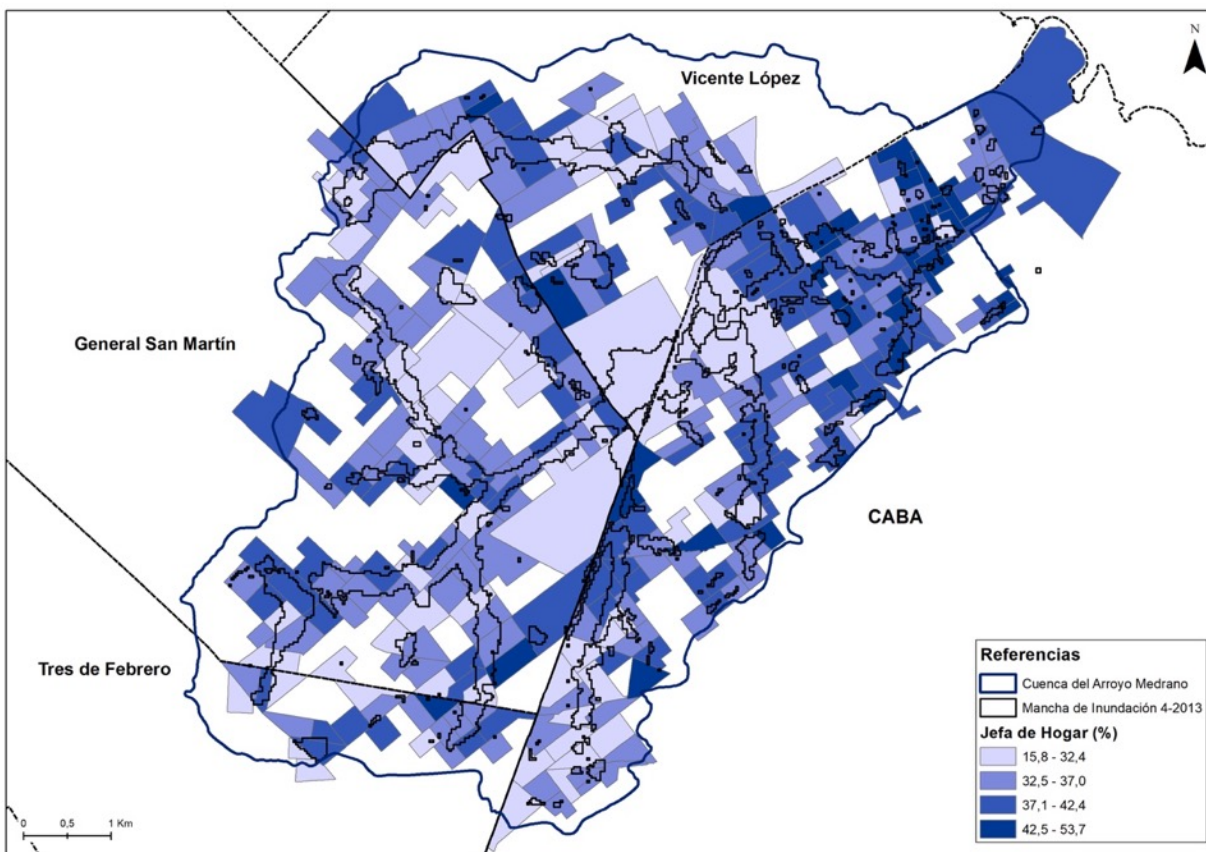 N
Vicente López
General San Martín
CABA
Tres de Febrero
Referencias
Cuenca del Arroyo Medrano
Mancha de Inundación 4-2013
Jefa de Hogar (%)
15,8 - 32,4
32,5 - 37,0
37,1 - 42,4
42,5 - 53,7
0 0,5 1 Km